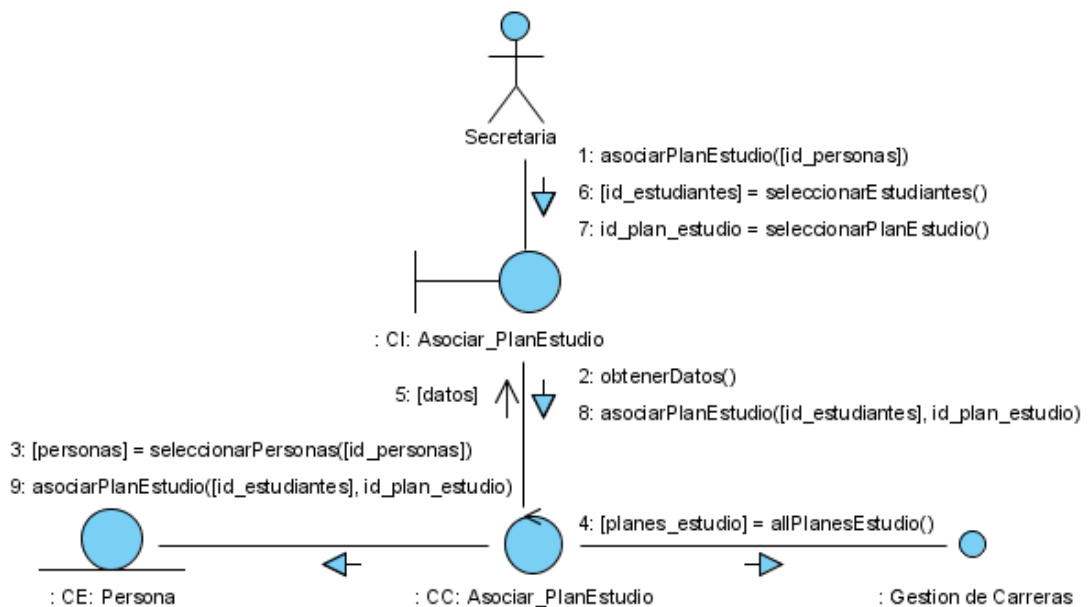 Secretaria
1: asociarPlanEstudio([id_personas])
6: [id_estudiantes] = seleccionarEstudiantes()
7: id_plan_estudio = seleccionarPlanEstudio()
: CI: Asociar_PlanEstudio
5: [datos]
2: obtenerDatos()
8: asociarPlanEstudio([id_estudiantes], id_plan_estudio)
3: [personas] = seleccionarPersonas([id_personas])
9: asociarPlanEstudio([id_estudiantes], id_plan_estudio)
4: [planes_estudio] = allPlanesEstudio()
: CE: Persona
: CC: Asociar_PlanEstudio
: Gestion de Carreras